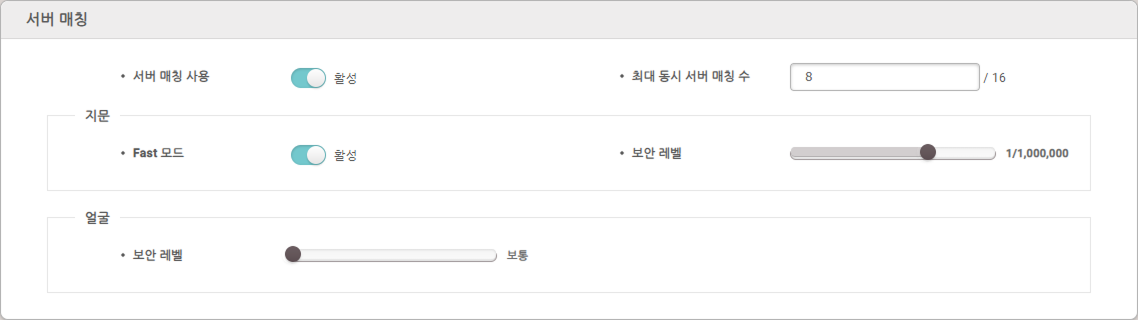 서버 매칭
• 서버 매칭 사용 활성 • 최대 동시 서버 매칭 수 8 / 16
지문
• Fast 모드 활성 • 보안 레벨 1/1,000,000
얼굴
• 보안 레벨 보통